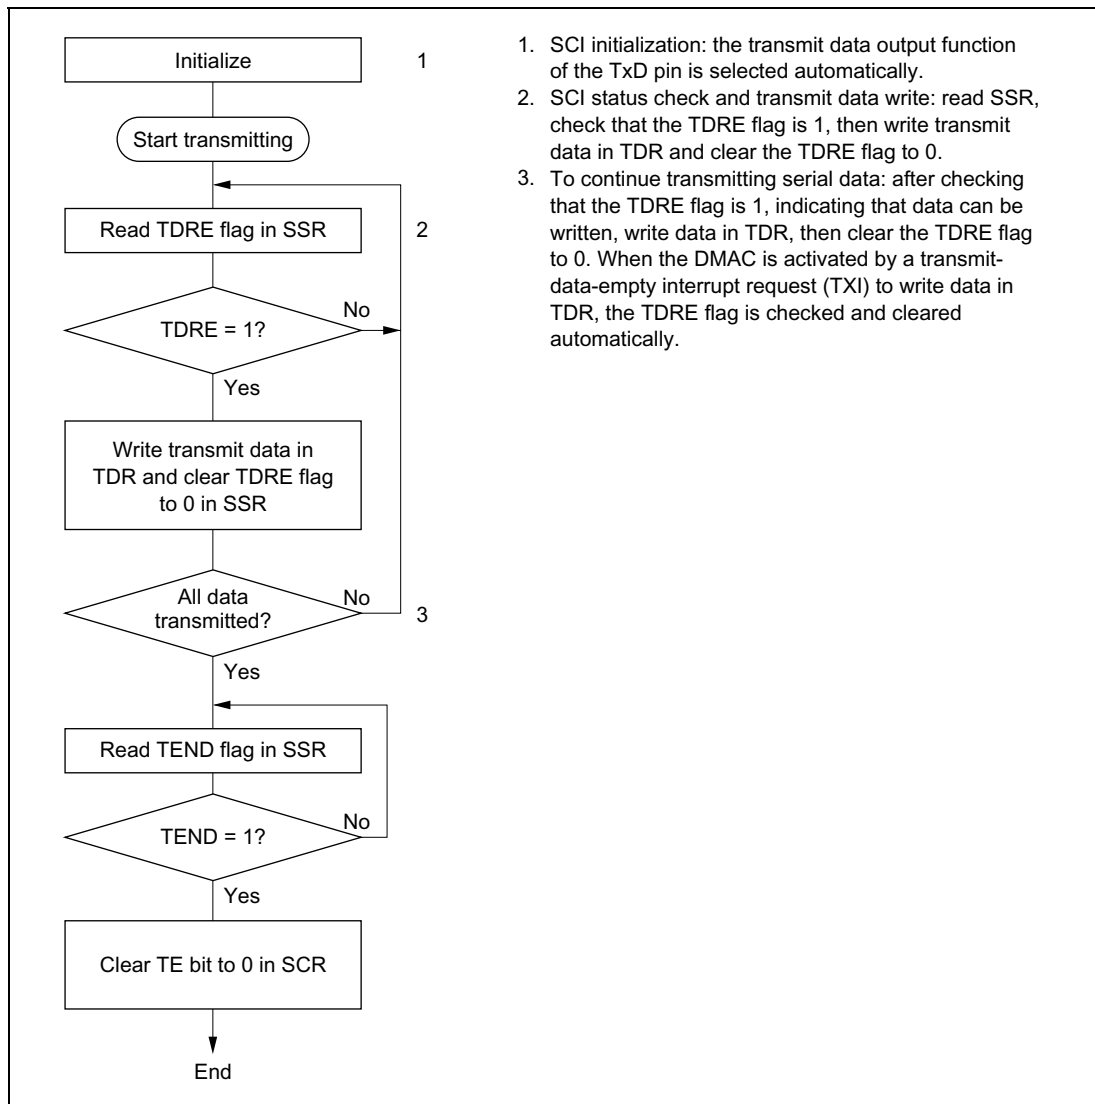 Initialize
1
Start transmitting
Read TDRE flag in SSR
2
TDRE = 1?
No
Yes
Write transmit data in
TDR and clear TDRE flag
to 0 in SSR
All data
transmitted?
No
3
Yes
Read TEND flag in SSR
TEND = 1?
No
Yes
Clear TE bit to 0 in SCR
End
1. SCI initialization: the transmit data output function
of the TxD pin is selected automatically.
2. SCI status check and transmit data write: read SSR,
check that the TDRE flag is 1, then write transmit
data in TDR and clear the TDRE flag to 0.
3. To continue transmitting serial data: after checking
that the TDRE flag is 1, indicating that data can be
written, write data in TDR, then clear the TDRE flag
to 0. When the DMAC is activated by a transmit-
data-empty interrupt request (TXI) to write data in
TDR, the TDRE flag is checked and cleared
automatically.